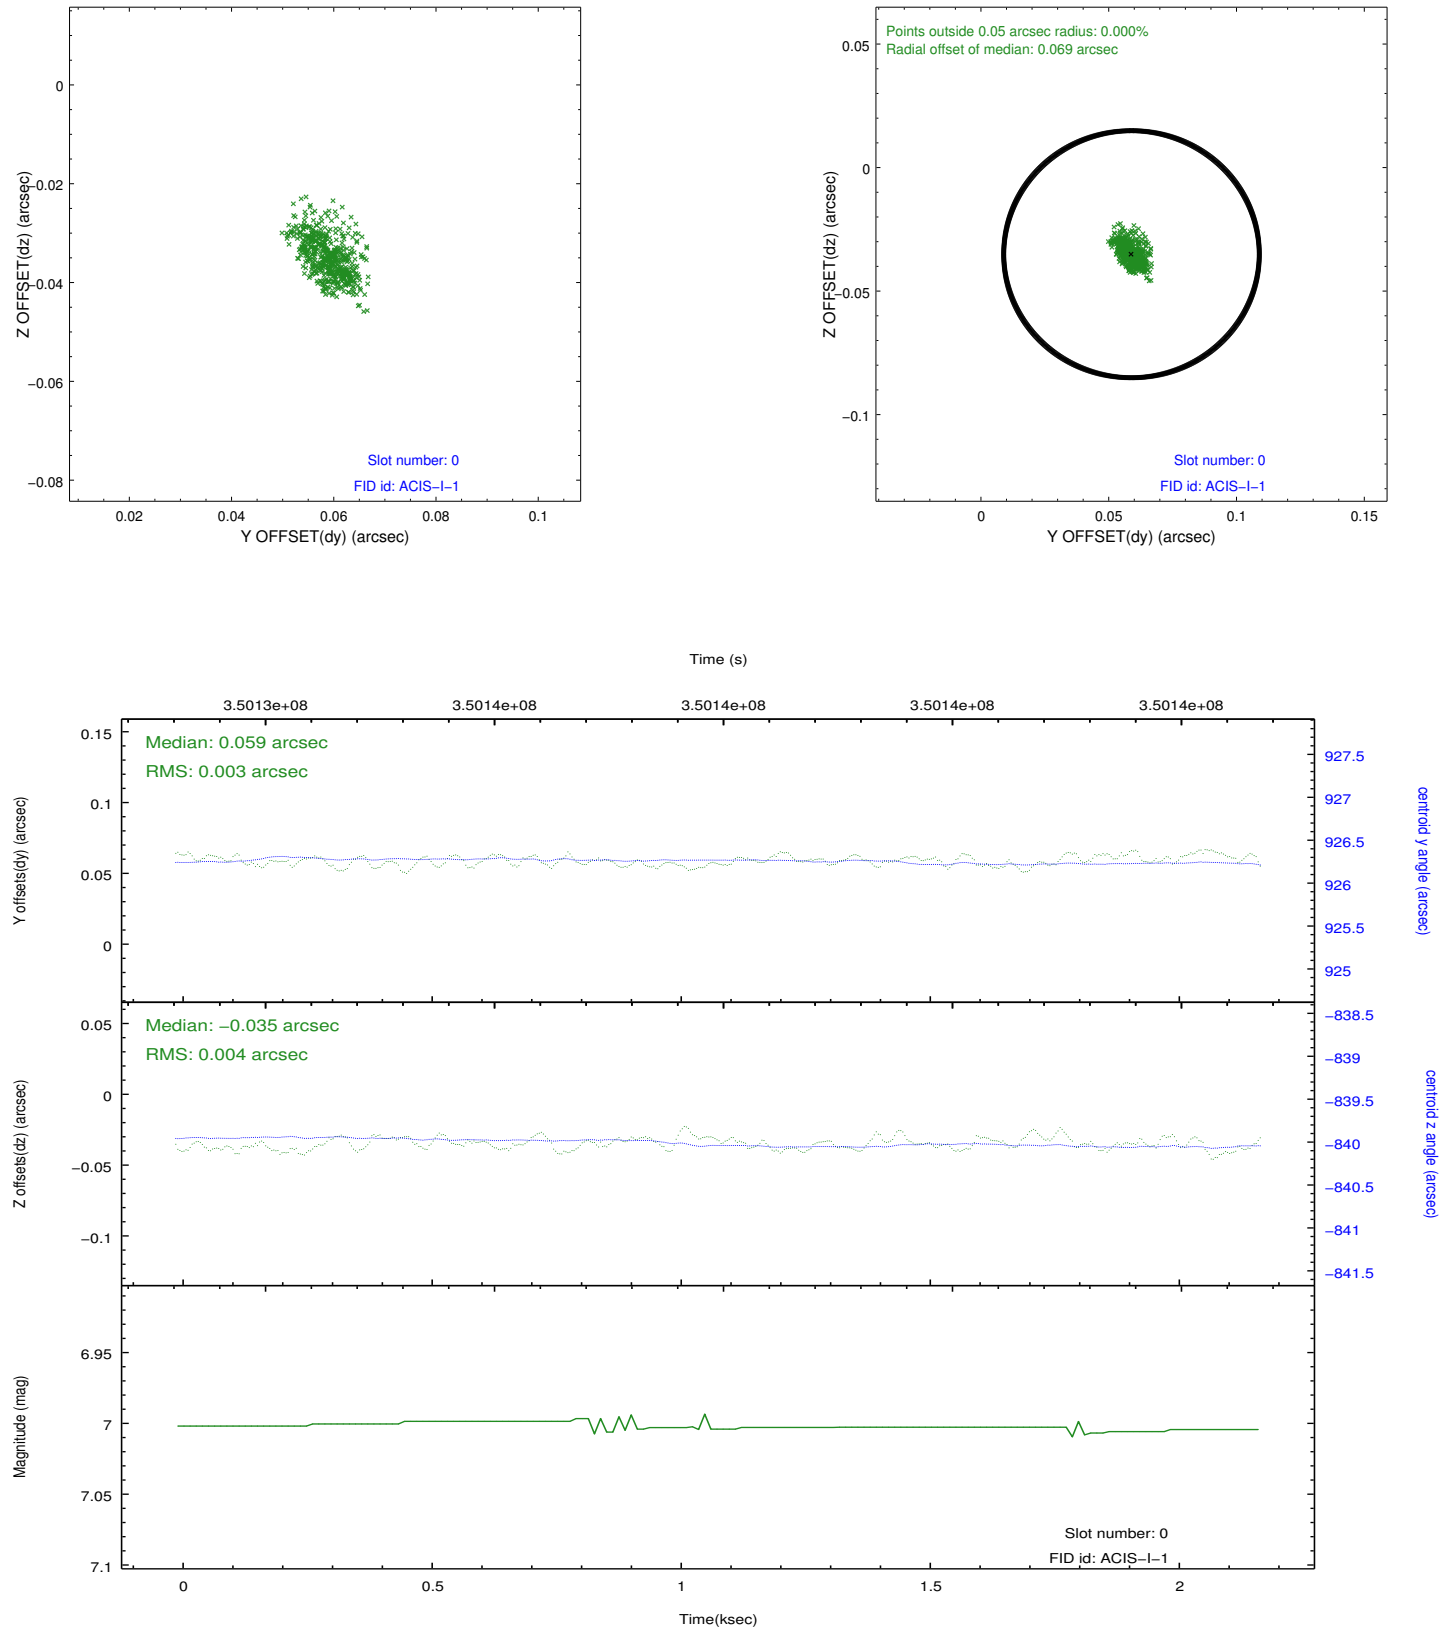 0
−0.02
−0.04
−0.06
−0.08
Z OFFSET(dz) (arcsec)
Slot number: 0
FID id: ACIS−I−1
0.02 0.04 0.06 0.08 0.1
Y OFFSET(dy) (arcsec)
Points outside 0.05 arcsec radius: 0.000%
Radial offset of median: 0.069 arcsec
0.05
0
−0.05
−0.1
Z OFFSET(dz) (arcsec)
Slot number: 0
FID id: ACIS−I−1
0 0.05 0.1 0.15
Y OFFSET(dy) (arcsec)
Time (s)
3.5013e+08 3.5014e+08 3.5014e+08 3.5014e+08 3.5014e+08
Median: 0.059 arcsec
RMS: 0.003 arcsec
0.15
0.1
0.05
0
Y offsets(dy) (arcsec)
927.5
927
926.5
926
925.5
925
centroid y angle (arcsec)
Median: −0.035 arcsec
RMS: 0.004 arcsec
0.05
0
−0.05
−0.1
Z offsets(dz) (arcsec)
−838.5
−839
−839.5
−840
−840.5
−841
−841.5
centroid z angle (arcsec)
6.95
7
7.05
7.1
Magnitude (mag)
Slot number: 0
FID id: ACIS−I−1
0 0.5 1 1.5 2
Time(ksec)